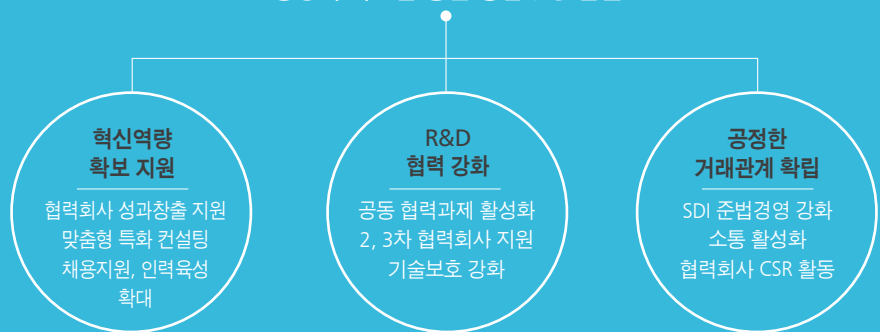 혁신역량
확보 지원
협력회사 성과창출 지원
맞춤형 특화 컨설팅
채용지원, 인력육성
확대
R&D
협력 강화
공동 협력과제 활성화
2, 3차 협력회사 지원
기술보호 강화
공정한
거래관계 확립
SDI 준법경영 강화
소통 활성화
협력회사 CSR 활동